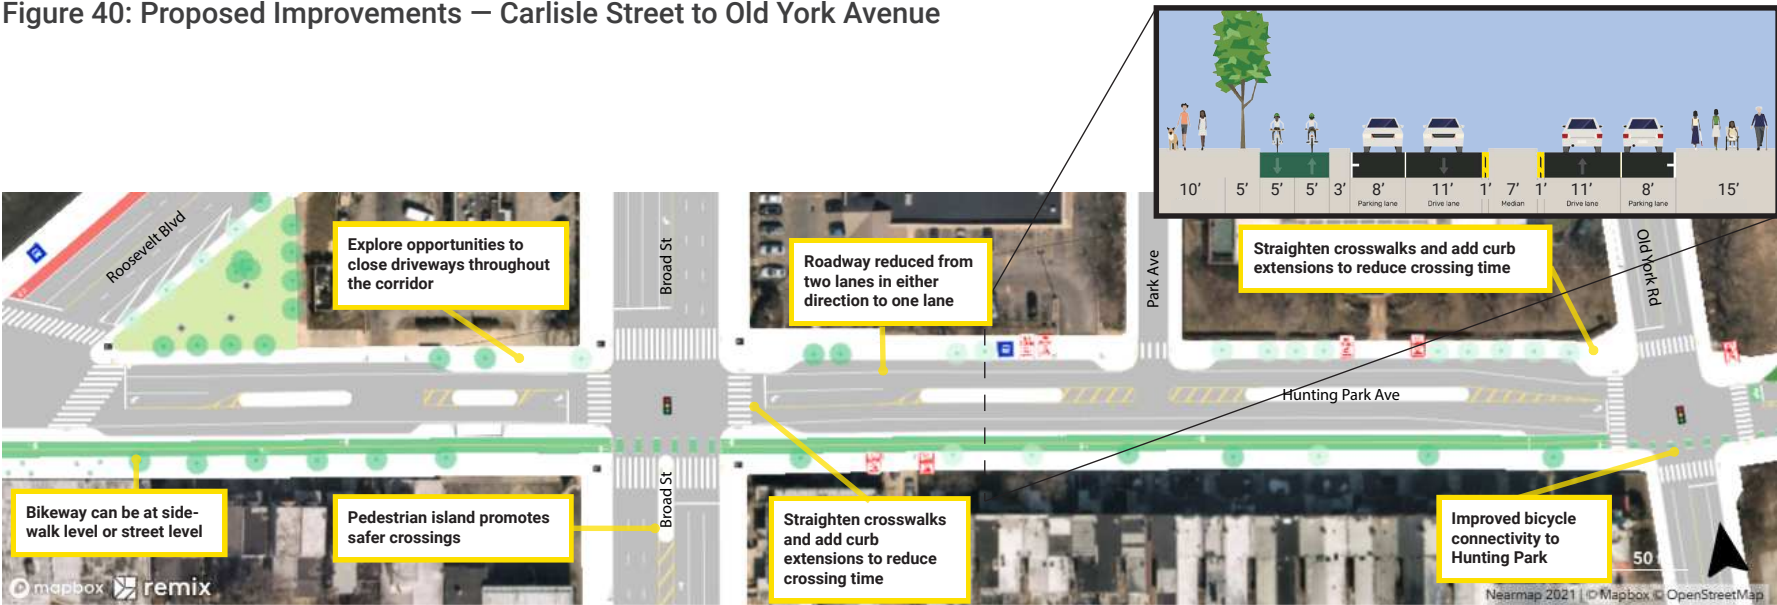 Figure 40: Proposed Improvements — Carlisle Street to Old York Avenue
10’ 5’ 5’ 5’ 3’ 8’ 11’ 1’ 7’ 1’ 11’ 8’ 15’
Parking lane Drive lane Median Drive lane Parking lane
Roosevelt Blvd
Explore opportunities to
close driveways throughout
the corridor
Broad St
Roadway reduced from
two lanes in either
direction to one lane
Park Ave
Straighten crosswalks and add curb
extensions to reduce crossing time
Old York Rd
Hunting Park Ave
Bikeway can be at side-
walk level or street level
Pedestrian island promotes
safer crossings
Broad St
Straighten crosswalks
and add curb
extensions to reduce
crossing time
Improved bicycle
connectivity to
Hunting Park
mapbox remix
Nearmap 2021 | © Mapbox © OpenStreetMap